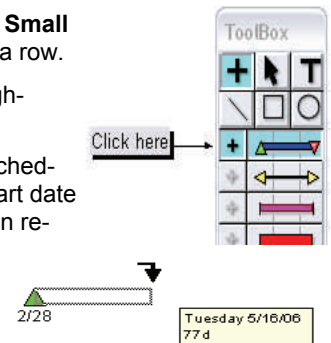 Small
a row.
gh-
ched-
art date
n re-
ToolBox
T
Click here
2/28
Tuesday 5/16/06
77d